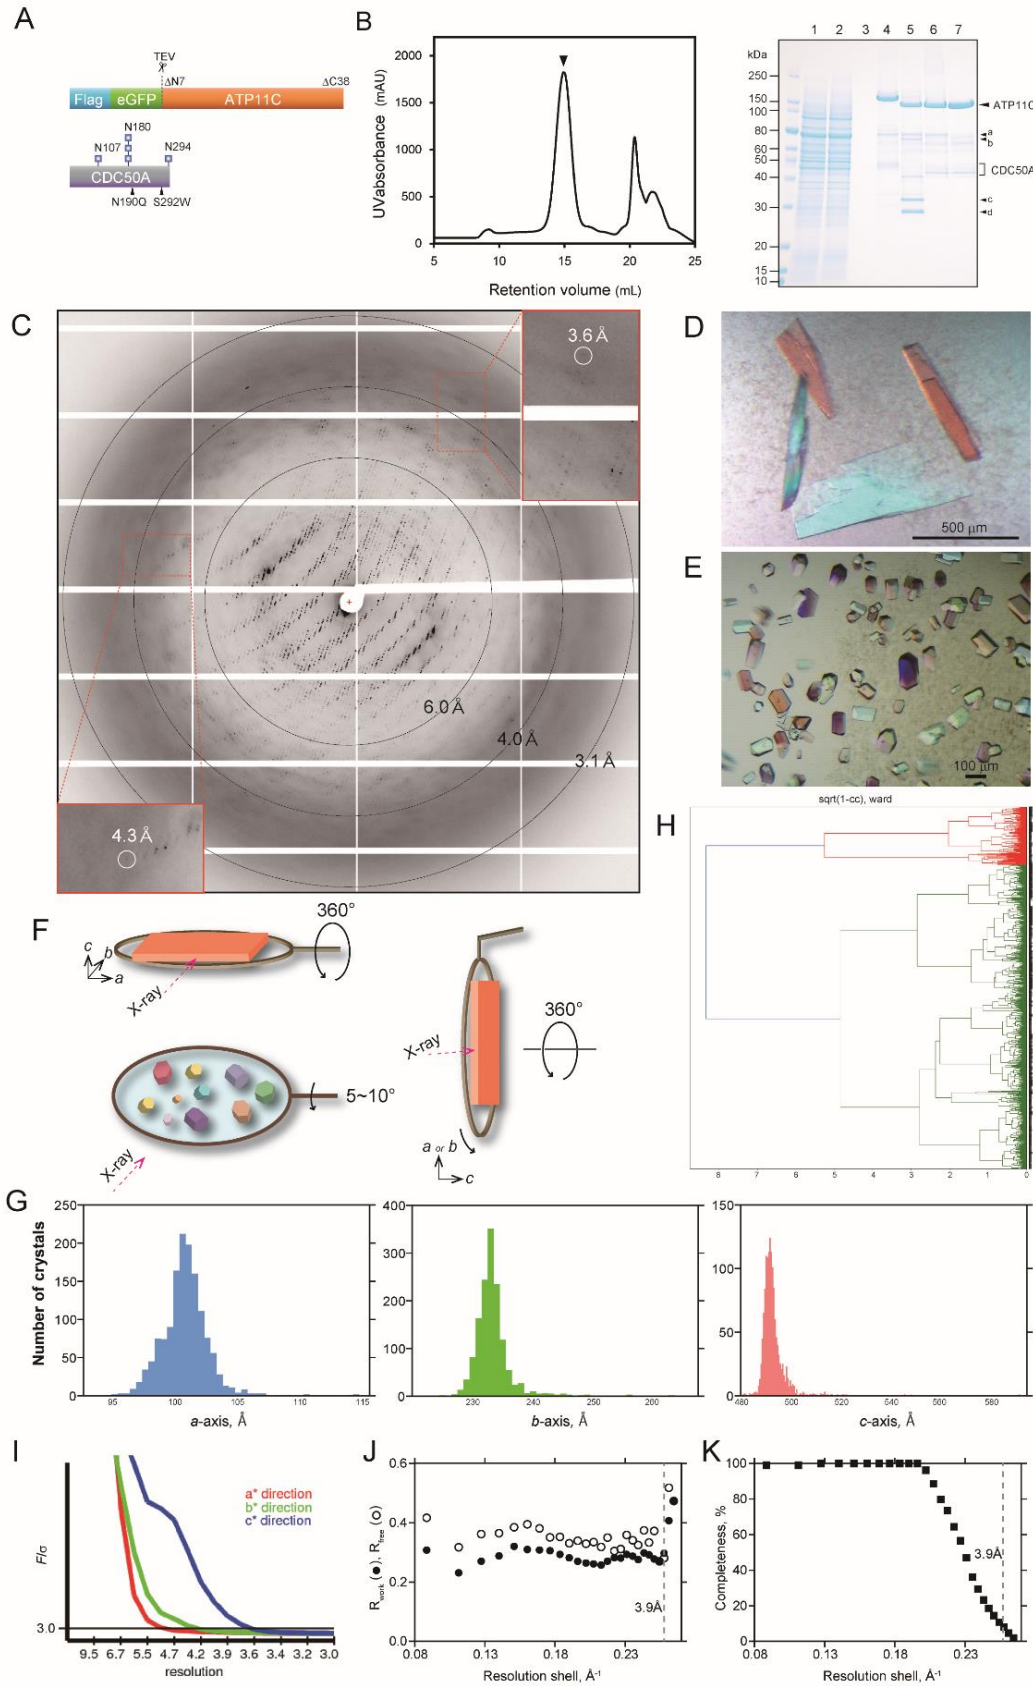 A
TEV
ΔN7
ΔC38
Flag
eGFP
ATP11C
N180
N107
N294
CDC50A
N190Q
S292W
B
UVabsorbance (mAU)
2000
1500
1000
500
0
5
10
15
20
25
Retention volume (mL)
1 2 3 4 5 6 7
kDa
250
150
100
80
60
50
40
30
20
15
10
ATP11C
a
b
CDC50A
c
d
C
3.6 Å
6.0 Å
4.0 Å
3.1 Å
4.3 Å
D
500 µm
E
100 µm
F
360°
c
b
a
X-ray
5~10°
X-ray
X-ray
360°
a or b
c
H
sqrt(1-cc), ward
8 7 6 5 4 3 2 1 0
G
Number of crystals
250
200
150
100
50
0
95 100 105 110 115
a-axis, Å
400
300
200
100
0
230 240 250 260
b-axis, Å
150
100
50
0
480 500 520 540 560 580
c-axis, Å
I
a* direction
b* direction
c* direction
F/σ
3.0
9.5 6.7 5.5 4.7 4.2 3.9 3.6 3.4 3.2 3.0
resolution
J
Rwork (●), Rfree (○)
0.6
0.4
0.2
0.0
3.9Å
0.08 0.13 0.18 0.23
Resolution shell, Å⁻¹
K
Completeness, %
100
80
60
40
20
0
3.9Å
0.08 0.13 0.18 0.23
Resolution shell, Å⁻¹